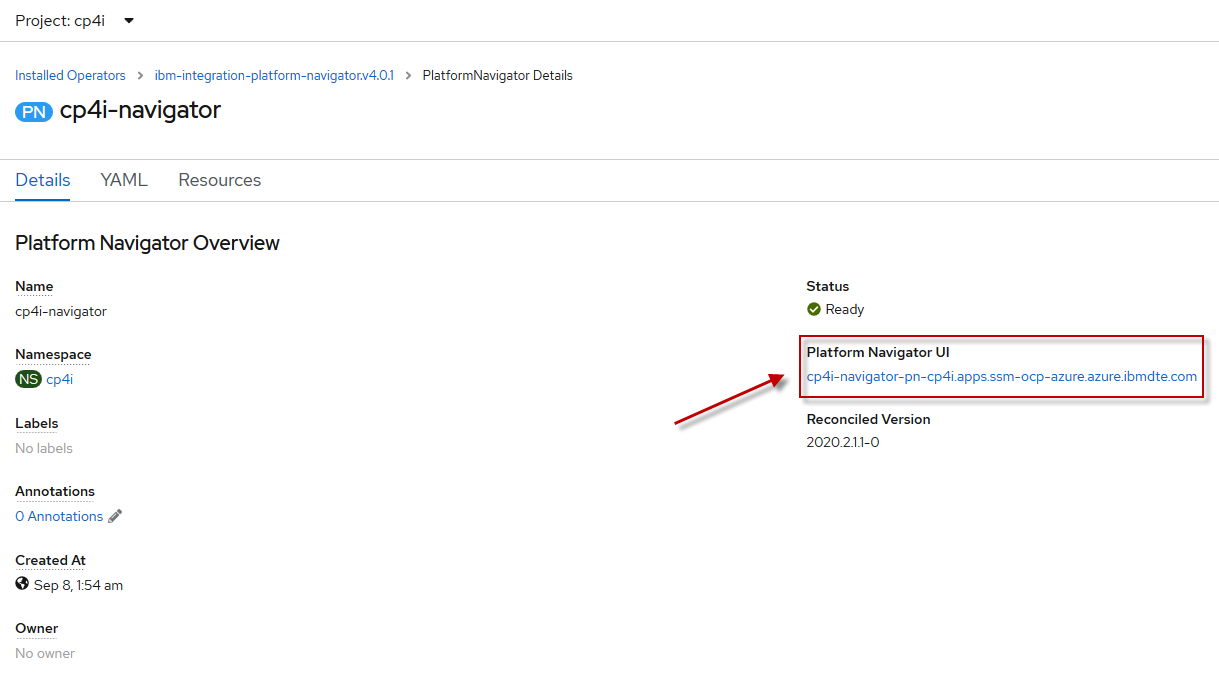 Project: cp4i
Installed Operators > ibm-integration-platform-navigator.v4.0.1 > PlatformNavigator Details
PN cp4i-navigator
Details YAML Resources
Platform Navigator Overview
Name
cp4i-navigator
Namespace
NS cp4i
Labels
No labels
Annotations
0 Annotations
Created At
Sep 8, 1:54 am
Owner
No owner
Status
Ready
Platform Navigator UI
cp4i-navigator-pn-cp4i.apps.ssm-ocp-azure.azure.ibmdte.com
Reconciled Version
2020.2.1.1-0